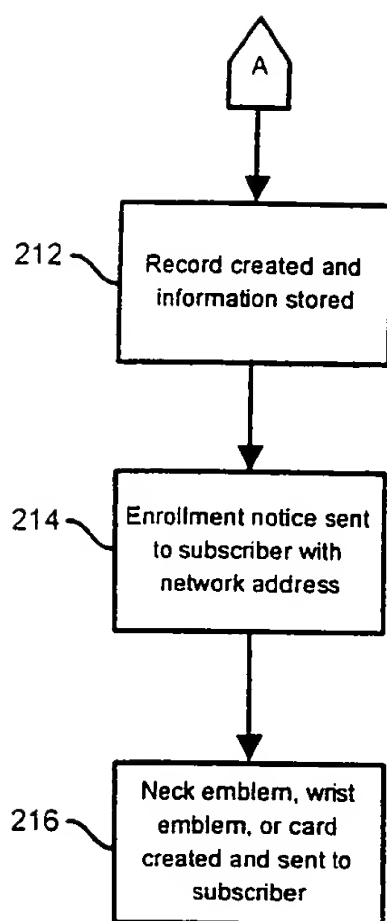 A
212
Record created and
information stored
214
Enrollment notice sent
to subscriber with
network address
216
Neck emblem, wrist
emblem, or card
created and sent to
subscriber